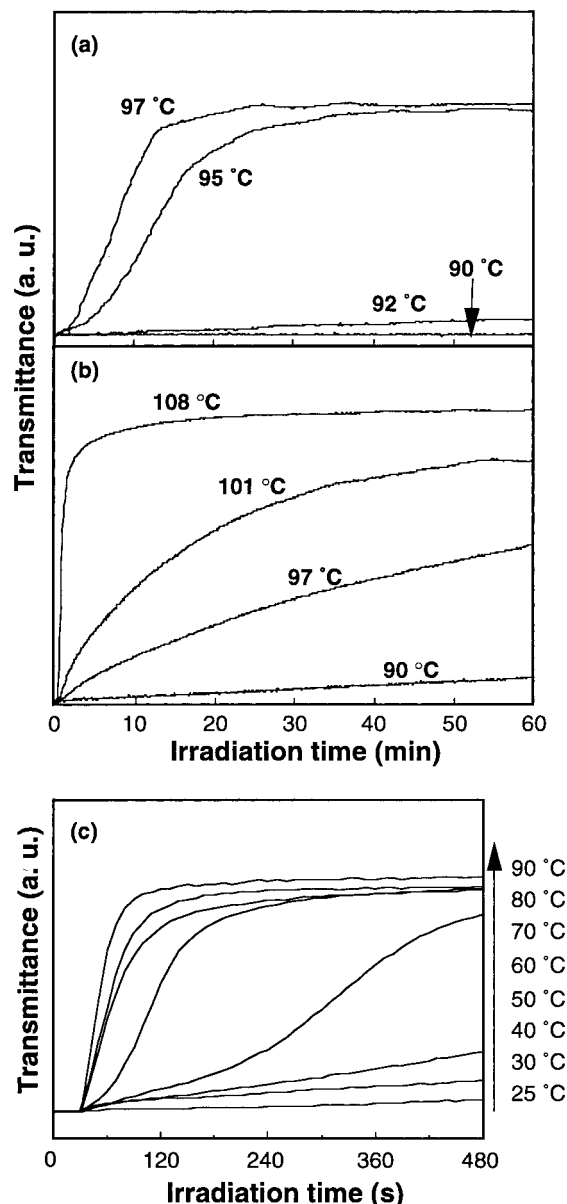 (a)
97 ˚C
95 ˚C
90 ˚C
92 ˚C
Transmittance (a. u.)
(b)
108 °C
101 °C
97 ˚C
90 °C
0 10 20 30 40 50 60
Irradiation time (min)
(c)
Transmittance (a. u.)
90 ˚C
80 ˚C
70 ˚C
60 ˚C
50 ˚C
40 ˚C
30 ˚C
25 ˚C
0 120 240 360 480
Irradiation time (s)